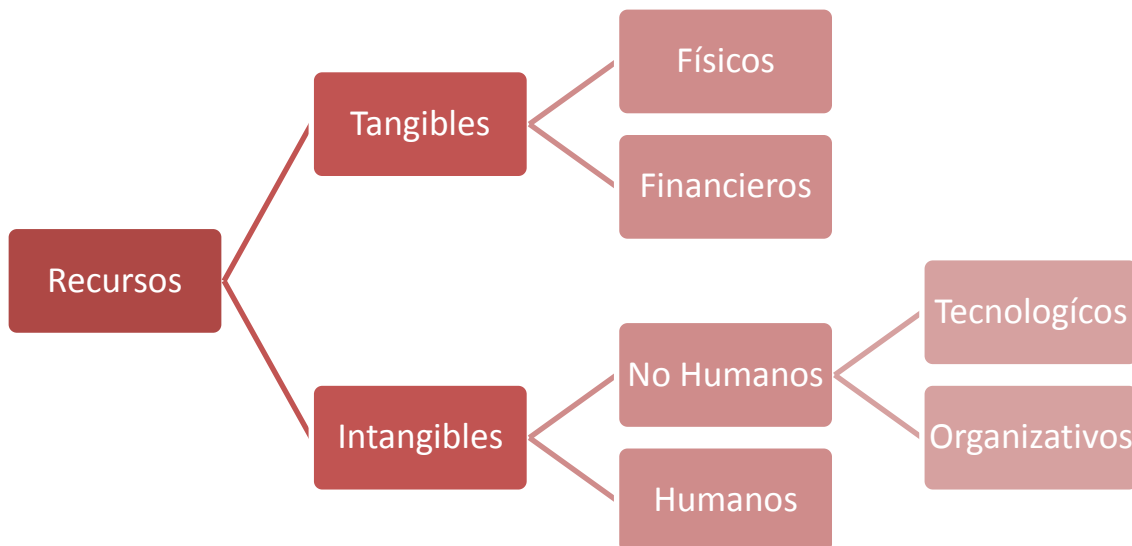 Recursos
Tangibles
Físicos
Financieros
Intangibles
No Humanos
Tecnologícos
Organizativos
Humanos